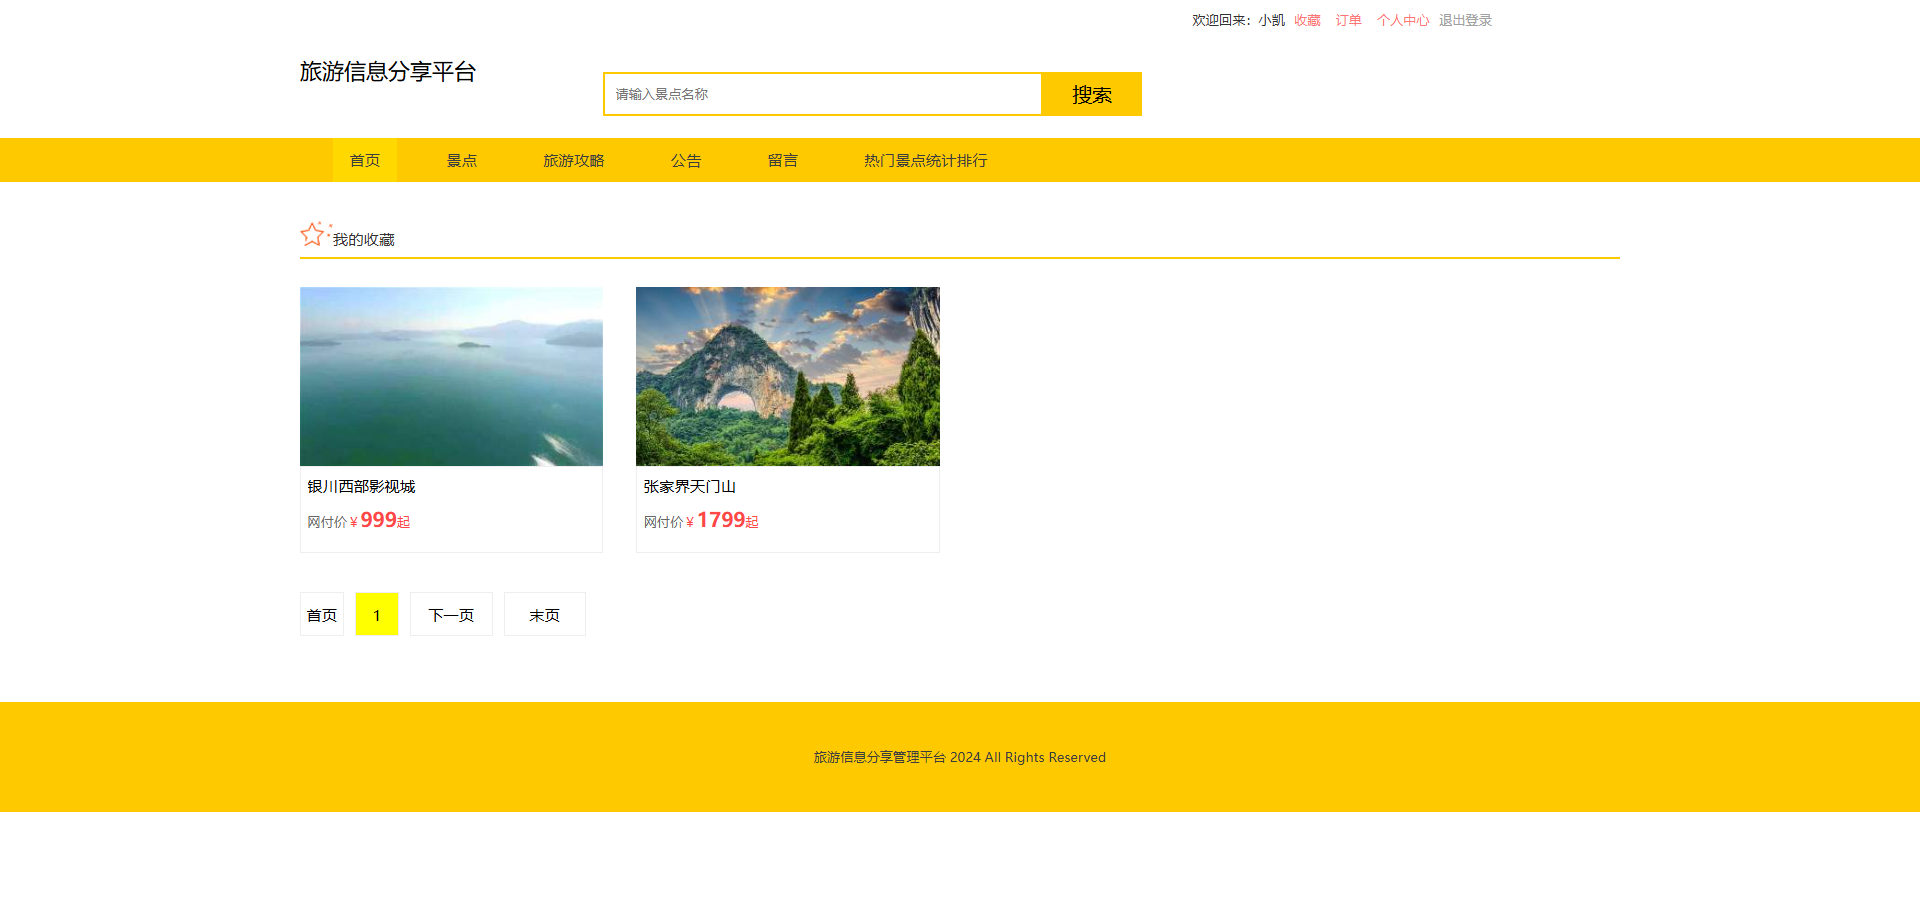 欢迎回来：小凯 收藏 订单 个人中心 退出登录
旅游信息分享平台
请输入景点名称 搜索
首页 景点 旅游攻略 公告 留言 热门景点统计排行
我的收藏
银川西部影视城 张家界天门山
网付价￥999起 网付价￥1799起
首页 1 下一页 末页
旅游信息分享管理平台 2024 All Rights Reserved